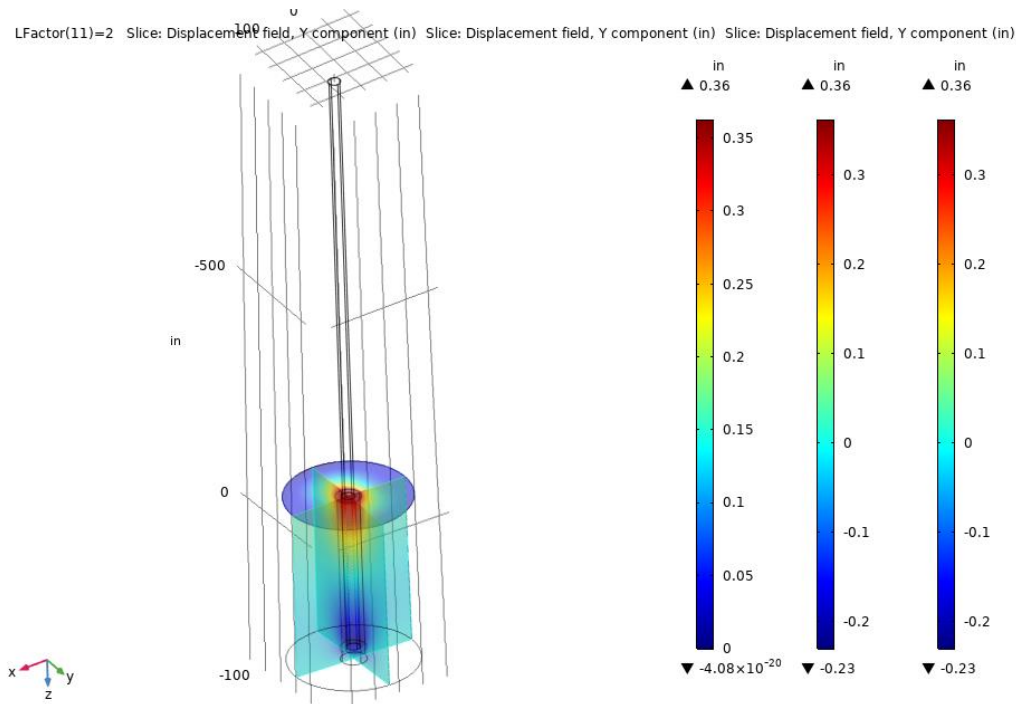 0
100
LFactor(11)=2 Slice: Displacement field, Y component (in) Slice: Displacement field, Y component (in) Slice: Displacement field, Y component (in)
in in in
▲ 0.36 ▲ 0.36 ▲ 0.36
0.35
0.3 0.3 0.3
0.25
0.2 0.2 0.2
0.15
0.1 0.1 0.1
0.05
0 0 0
-0.1 -0.1
-0.2 -0.2
▼ -4.08×10⁻²⁰ ▼ -0.23 ▼ -0.23
-500
in
0
-100
x y
z